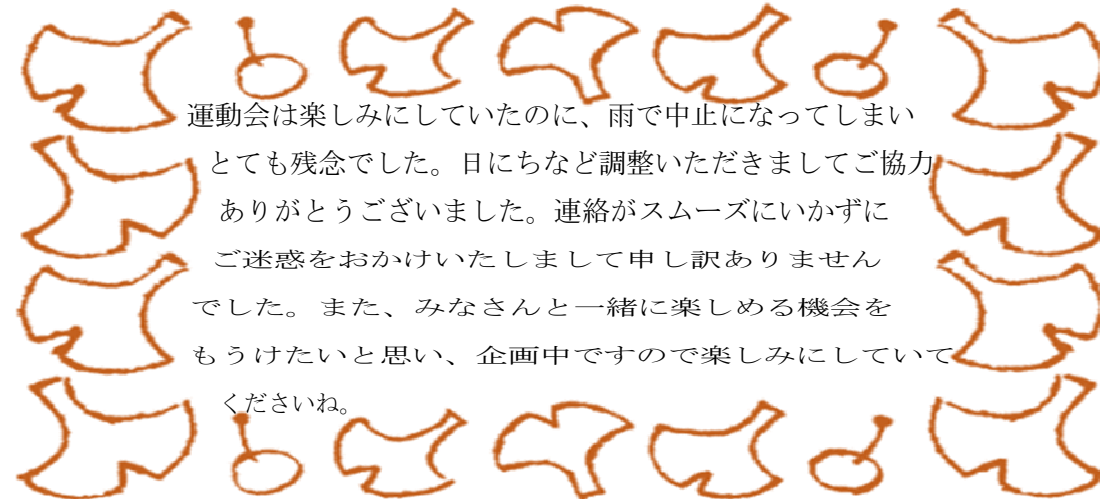 運動会は楽しみにしていたのに、雨で中止になってしまい
とても残念でした。日にちなど調整いただきましてご協力
ありがとうございました。連絡がスムーズにいかずに
ご迷惑をおかけいたしまして申し訳ありません
でした。また、みなさんと一緒に楽しめる機会を
もうけたいと思い、企画中ですので楽しみにしていて
くださいね。